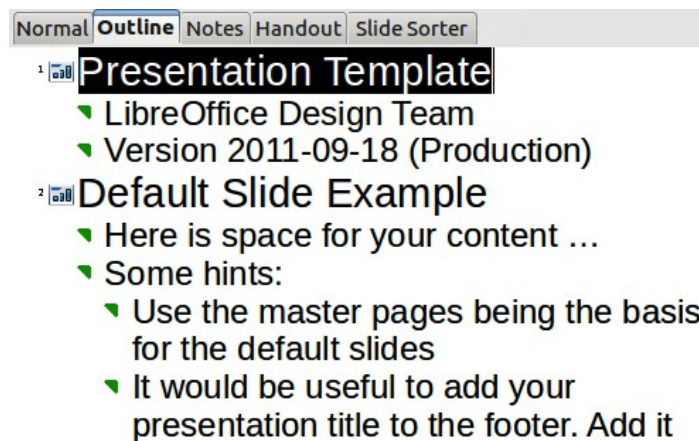 Normal Outline Notes Handout Slide Sorter
1 Presentation Template
LibreOffice Design Team
Version 2011-09-18 (Production)
2 Default Slide Example
Here is space for your content …
Some hints:
Use the master pages being the basis
for the default slides
It would be useful to add your
presentation title to the footer. Add it